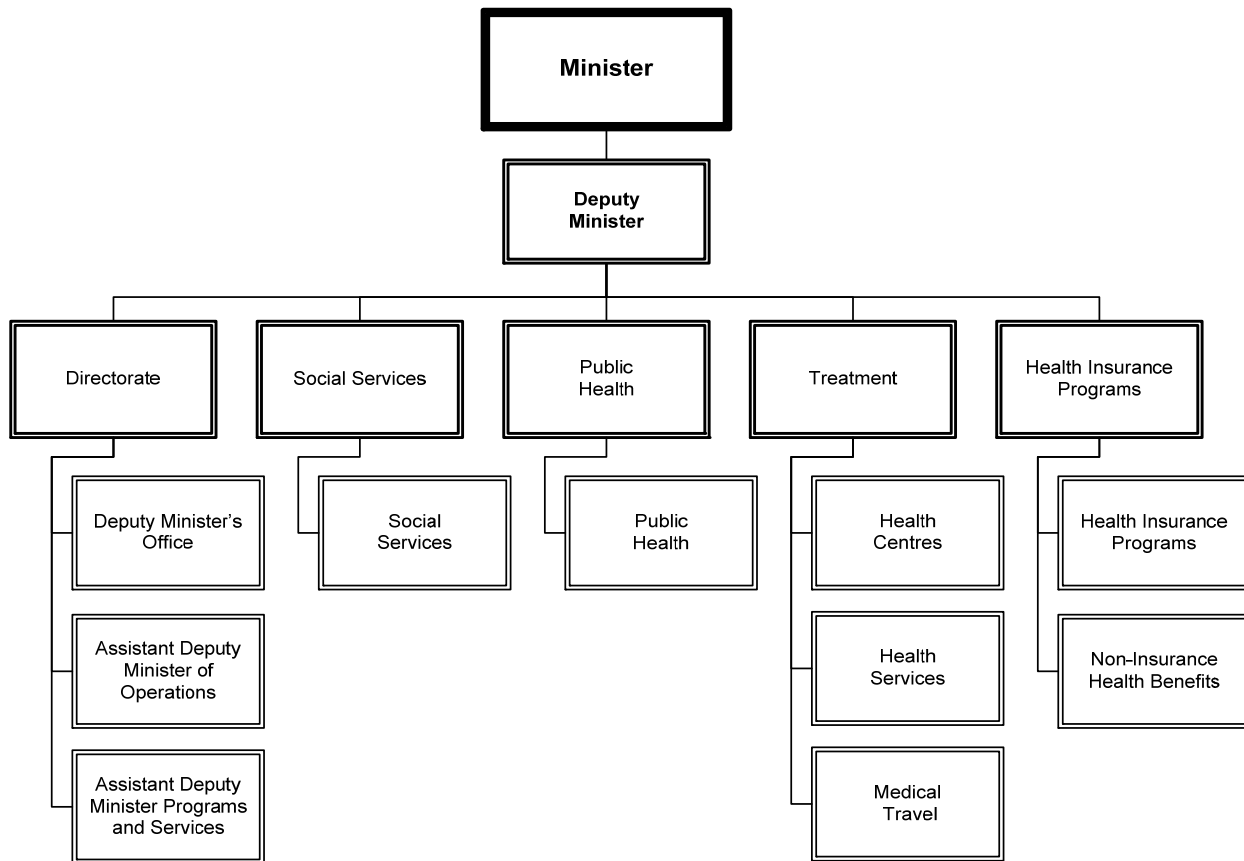 Minister
Deputy
Minister
Directorate
Social Services
Public
Health
Treatment
Health Insurance
Programs
Deputy Minister’s
Office
Social
Services
Public
Health
Health
Centres
Health Insurance
Programs
Assistant Deputy
Minister of
Operations
Health
Services
Non-Insurance
Health Benefits
Assistant Deputy
Minister Programs
and Services
Medical
Travel